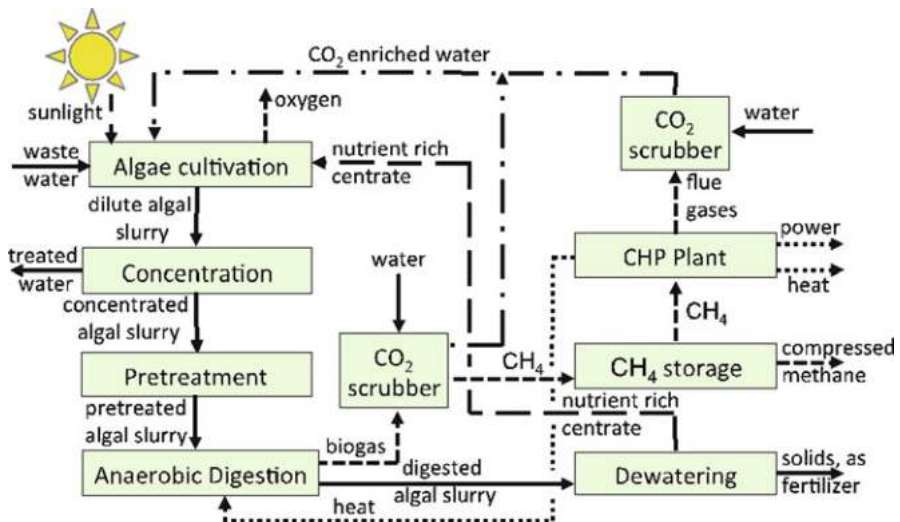 CO2 enriched water
sunlight
oxygen
waste
water
Algae cultivation
nutrient rich
centrate
CO2
scrubber
water
dilute algal
slurry
flue
gases
treated
water
Concentration
water
CHP Plant
power
heat
concentrated
algal slurry
CH4
CO2
scrubber
CH4
CH4 storage
compressed
methane
Pretreatment
pretreated
algal slurry
nutrient rich
centrate
biogas
Anaerobic Digestion
digested
algal slurry
heat
Dewatering
solids, as
fertilizer